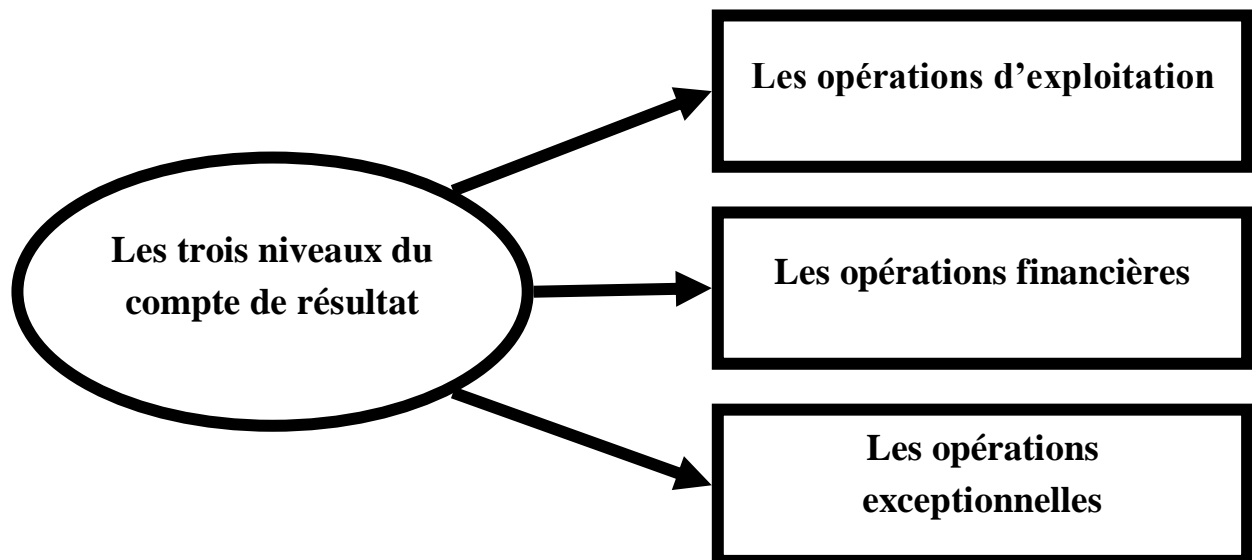 Les opérations d’exploitation
Les trois niveaux du
compte de résultat
Les opérations financières
Les opérations
exceptionnelles